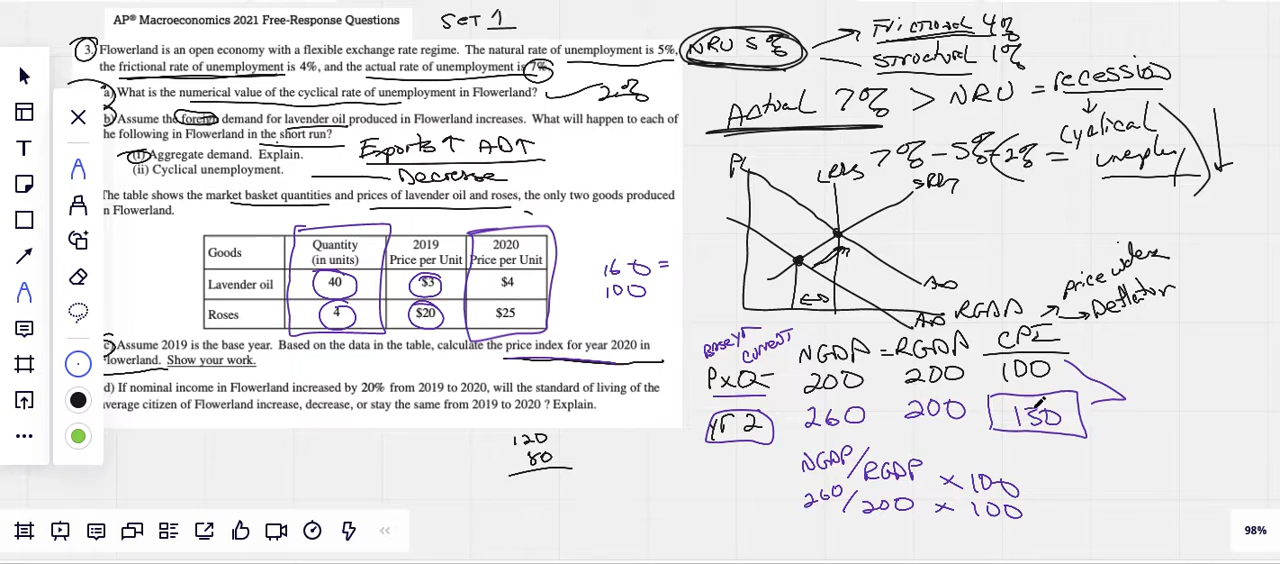 AP® Macroeconomics 2021 Free-Response Questions
SET 1
3. Flowerland is an open economy with a flexible exchange rate regime. The natural rate of unemployment is 5%,
the frictional rate of unemployment is 4%, and the actual rate of unemployment is 7%.
a) What is the numerical value of the cyclical rate of unemployment in Flowerland?
2%
b) Assume the foreign demand for lavender oil produced in Flowerland increases. What will happen to each of
the following in Flowerland in the short run?
(i) Aggregate demand. Explain.
Exports ↑ AD↑
(ii) Cyclical unemployment.
Decrease
The table shows the market basket quantities and prices of lavender oil and roses, the only two goods produced
n Flowerland.
Goods
Quantity
(in units)
2019
Price per Unit
2020
Price per Unit
Lavender oil
40
$3
$4
Roses
4
$20
$25
160 =
100
c) Assume 2019 is the base year. Based on the data in the table, calculate the price index for year 2020 in
lowerland. Show your work.
d) If nominal income in Flowerland increased by 20% from 2019 to 2020, will the standard of living of the
verage citizen of Flowerland increase, decrease, or stay the same from 2019 to 2020 ? Explain.
120
80
NRU 5%
Frictional 4%
structural 1%
Actual 7% > NRU = recession
7% - 5% = 2% = cyclical
unemploy
PL
LRAS
SRAS
AD
AD
RGDP
price index
Deflator
Base yr
current
NGDP = RGDP CPI
PxQ=
200 200 100
yr 2
260 200 130
NGDP/RGDP x 100
260/200 x 100
98%